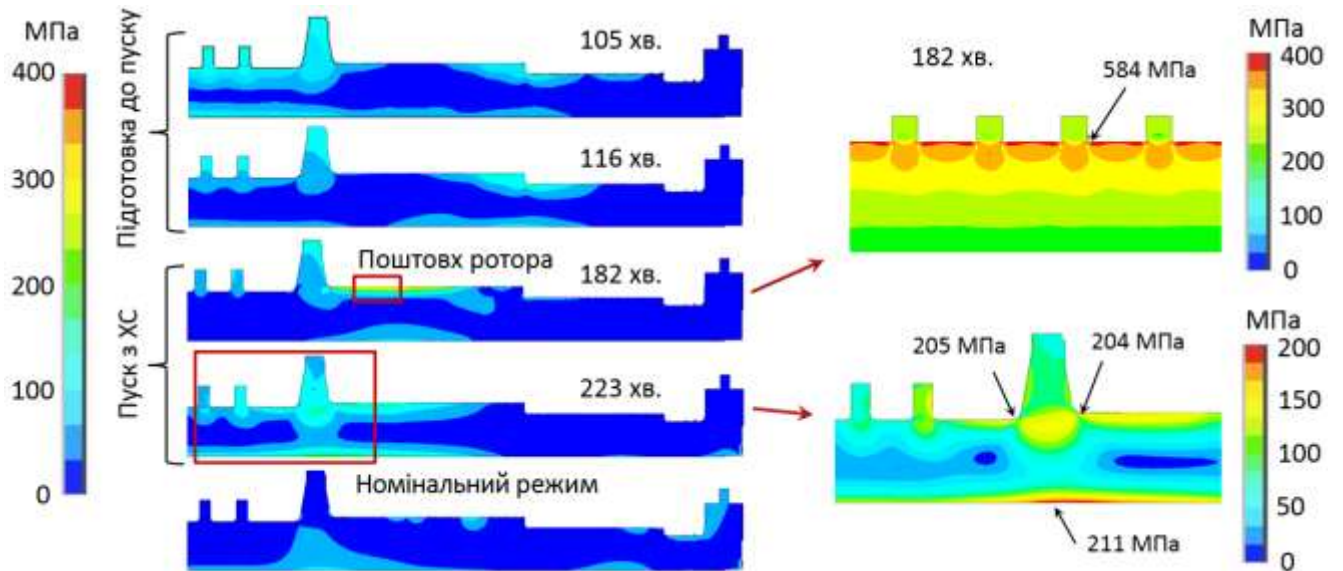 МПа
400
300
200
100
0
Підготовка до пуску
Пуск з ХС
105 хв.
116 хв.
Поштовх ротора
182 хв.
223 хв.
Номінальний режим
182 хв.
584 МПа
МПа
400
300
200
100
0
205 МПа
204 МПа
211 МПа
МПа
200
150
100
50
0